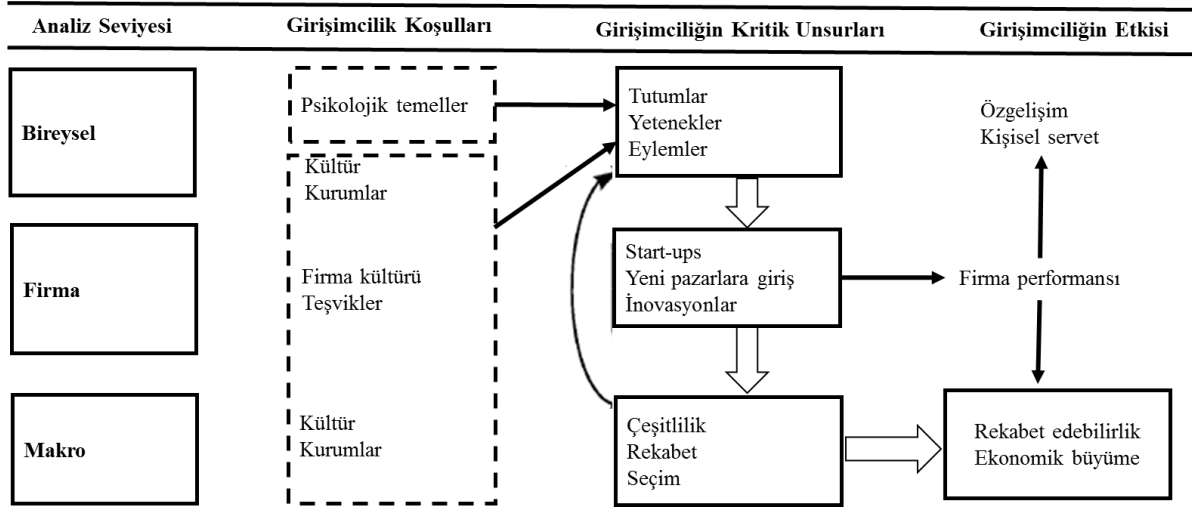 Analiz Seviyesi
Girişimcilik Koşulları
Girişimciliğin Kritik Unsurları
Girişimciliğin Etkisi
Bireysel
Psikolojik temeller
Kültür
Kurumlar
Tutumlar
Yetenekler
Eylemler
Özgelişim
Kişisel servet
Firma
Firma kültürü
Teşvikler
Start-ups
Yeni pazarlara giriş
İnovasyonlar
Firma performansı
Makro
Kültür
Kurumlar
Çeşitlilik
Rekabet
Seçim
Rekabet edebilirlik
Ekonomik büyüme